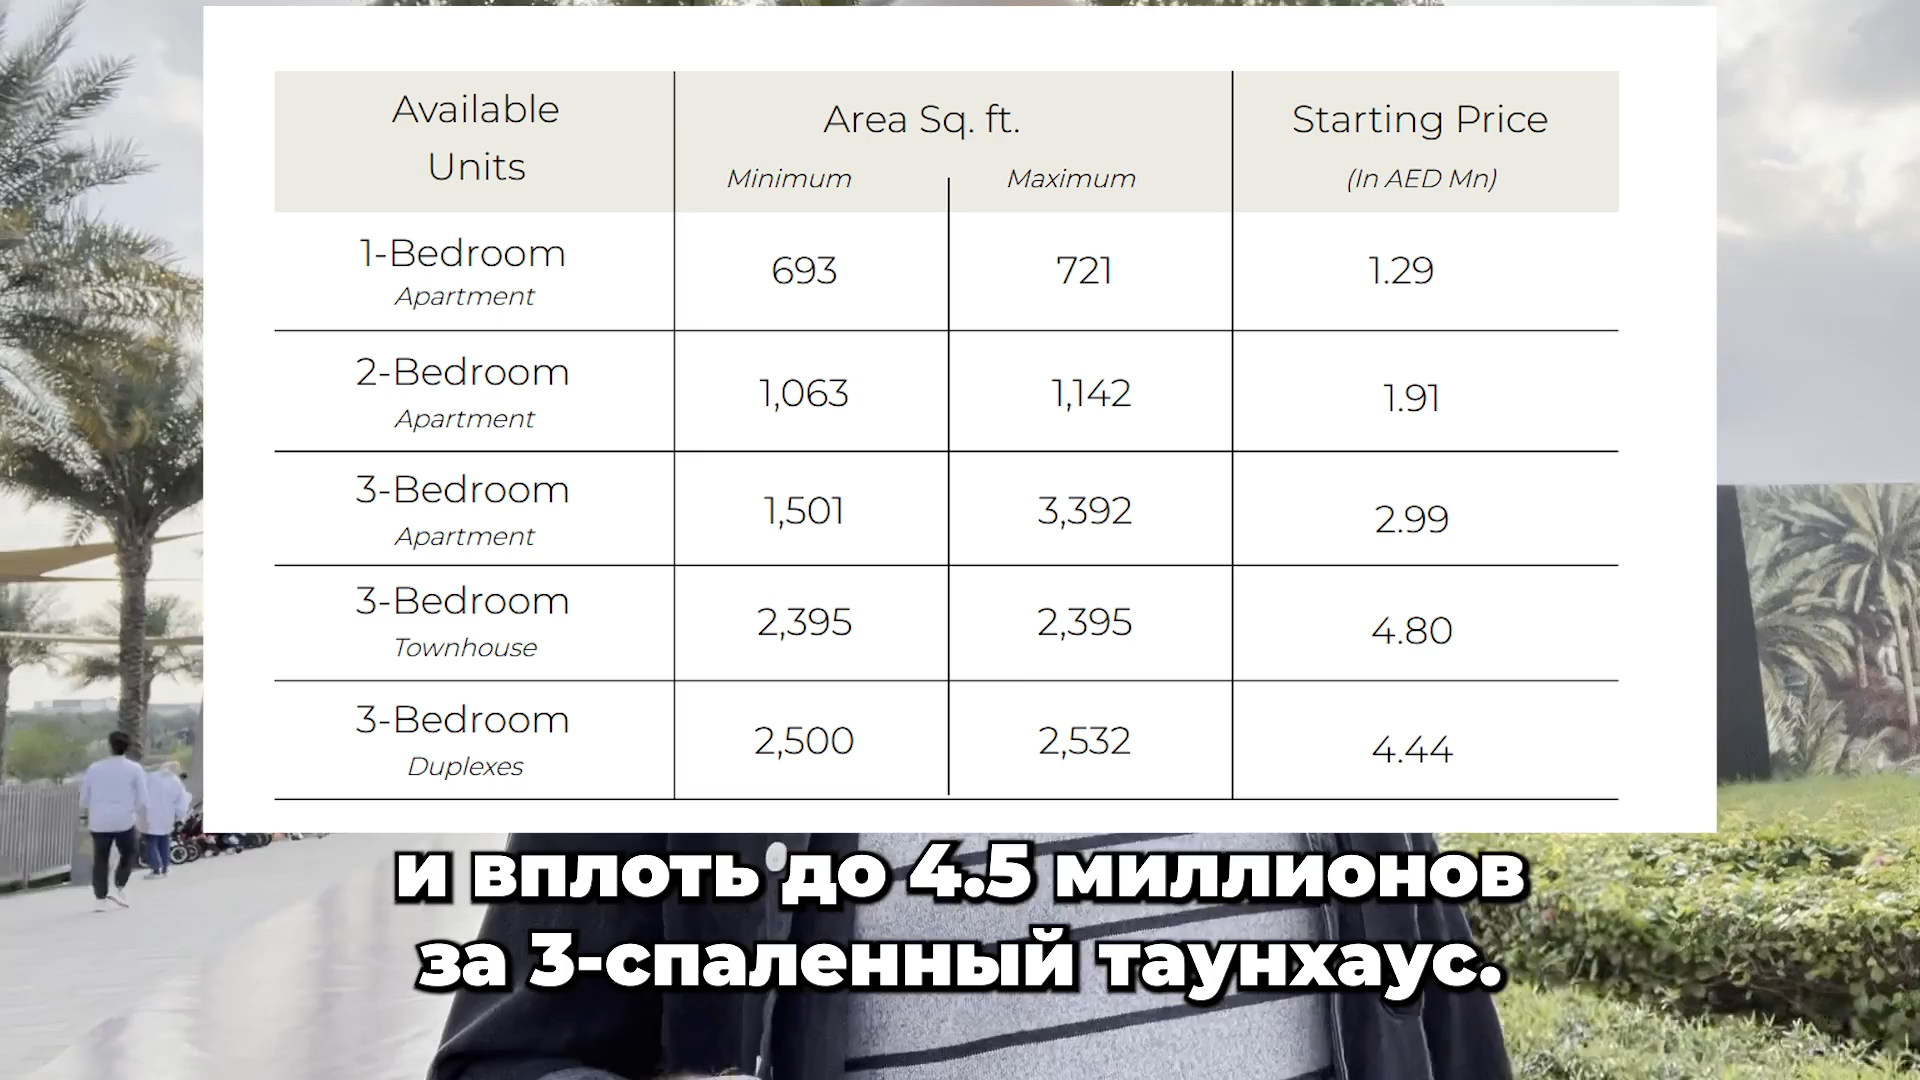 Available Units
Area Sq. ft.
Starting Price
Minimum
Maximum
(In AED Mn)
1-Bedroom
Apartment
693
721
1.29
2-Bedroom
Apartment
1,063
1,142
1.91
3-Bedroom
Apartment
1,501
3,392
2.99
3-Bedroom
Townhouse
2,395
2,395
4.80
3-Bedroom
Duplexes
2,500
2,532
4.44
и вплоть до 4.5 миллионов
за 3-спаленный таунхаус.